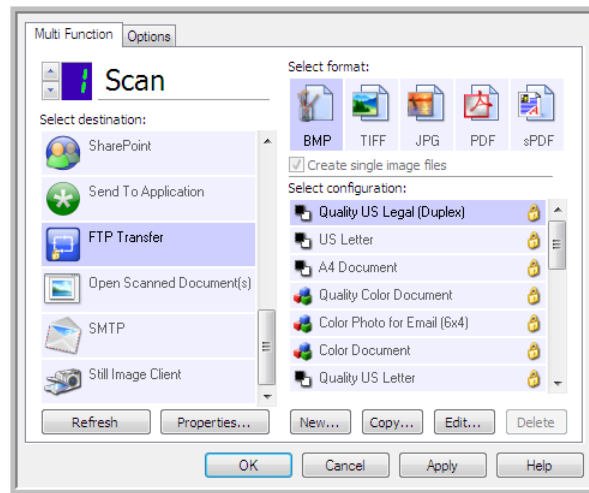 Multi Function
Options
1
Scan
Select destination:
SharePoint
Send To Application
FTP Transfer
Open Scanned Document(s)
SMTP
Still Image Client
Refresh
Properties...
Select format:
BMP
TIFF
JPG
PDF
sPDF
Create single image files
Select configuration:
Quality US Legal (Duplex)
US Letter
A4 Document
Quality Color Document
Color Photo for Email (6x4)
Color Document
Quality US Letter
New...
Copy...
Edit...
Delete
OK
Cancel
Apply
Help